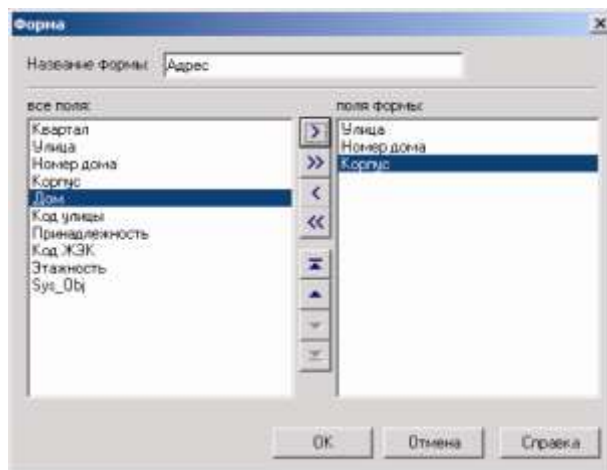 Форма
Название формы: Адрес
все поля:
Квартал
Улица
Номер дома
Корпус
Дом
Код улицы
Принадлежность
Код ЖЭК
Этажность
Sys_Obj
поля формы:
Улица
Номер дома
Корпус
ОК
Отмена
Справка